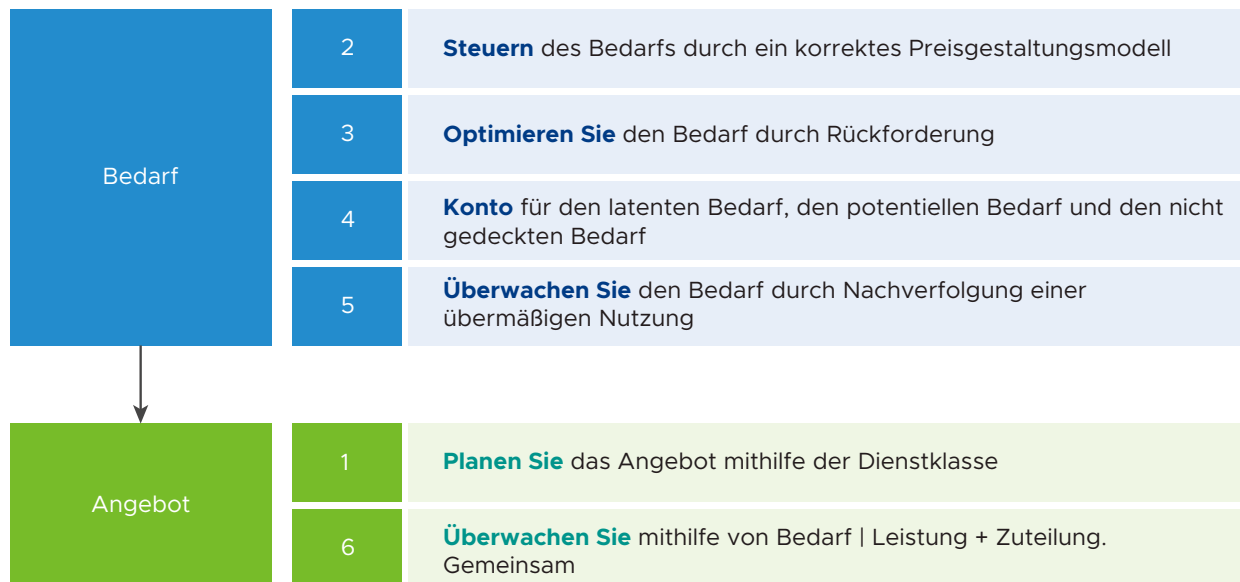 Bedarf
2
Steuern des Bedarfs durch ein korrektes Preisgestaltungsmodell
3
Optimieren Sie den Bedarf durch Rückforderung
4
Konto für den latenten Bedarf, den potentiellen Bedarf und den nicht
gedeckten Bedarf
5
Überwachen Sie den Bedarf durch Nachverfolgung einer
übermäßigen Nutzung
Angebot
1
Planen Sie das Angebot mithilfe der Dienstklasse
6
Überwachen Sie mithilfe von Bedarf | Leistung + Zuteilung.
Gemeinsam